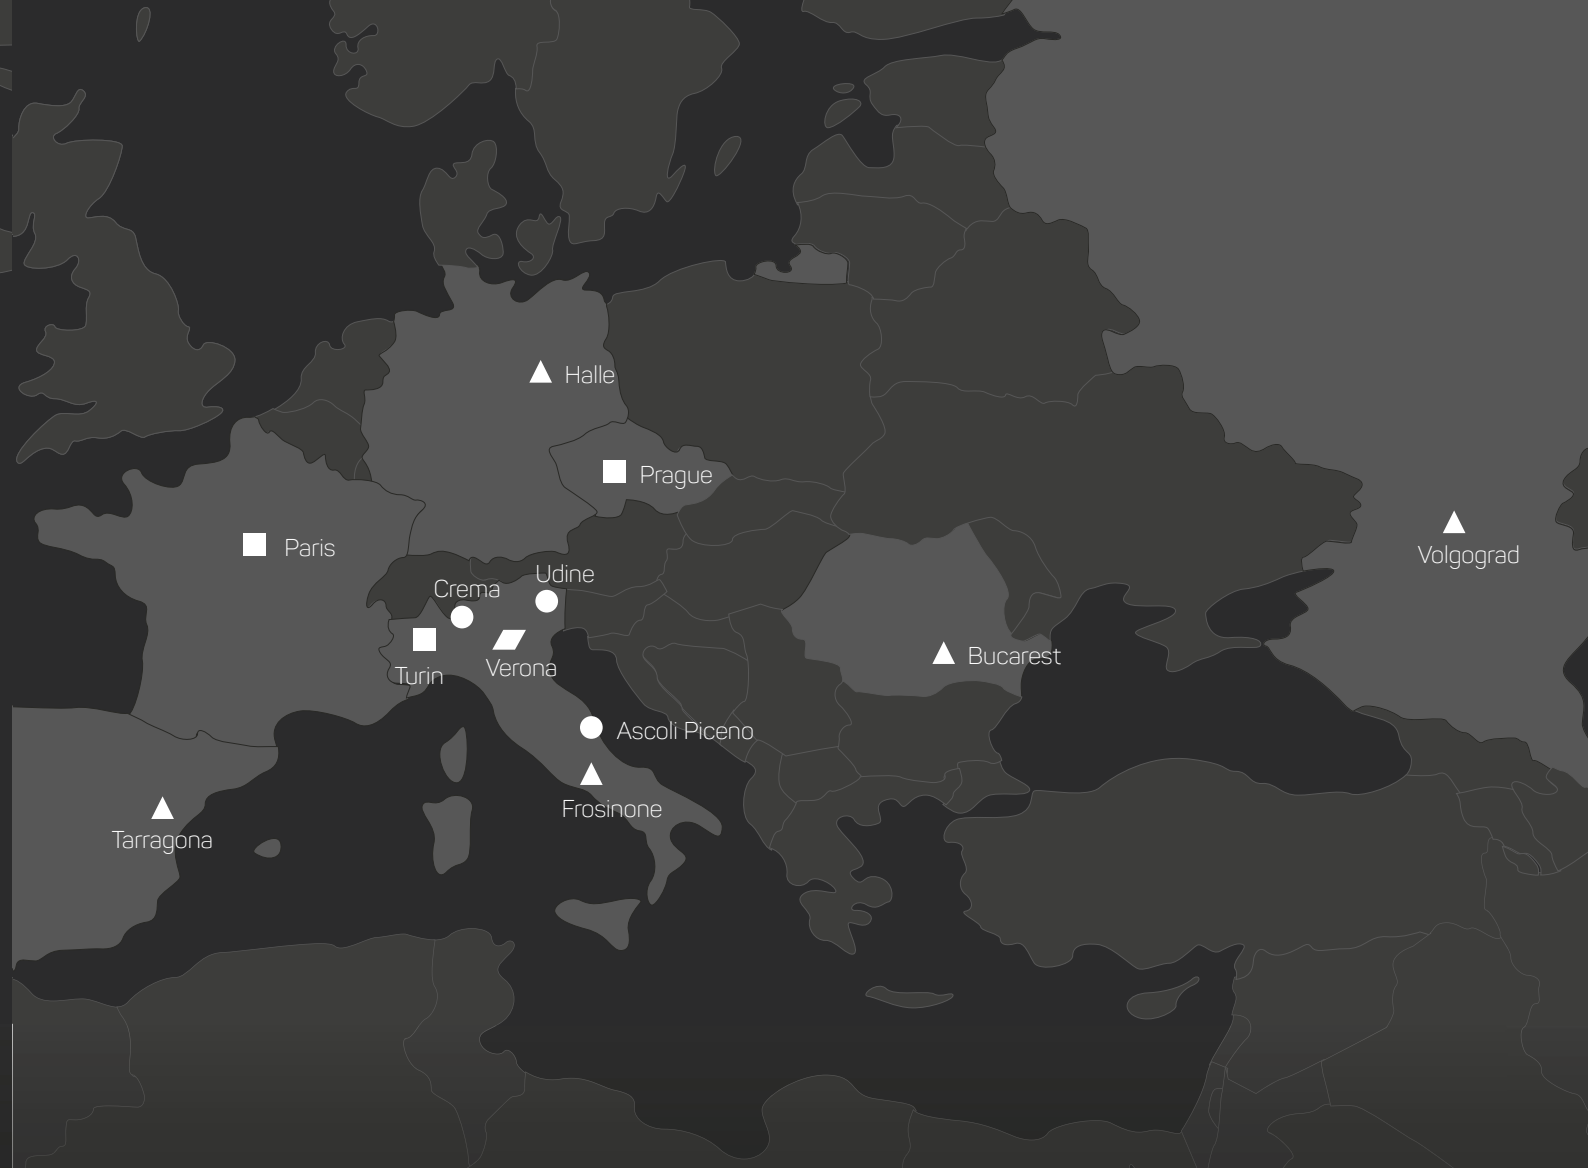 Halle
Prague
Paris
Volgograd
Udine
Crema
Bucarest
Verona
Turin
Ascoli Piceno
Frosinone
Tarragona